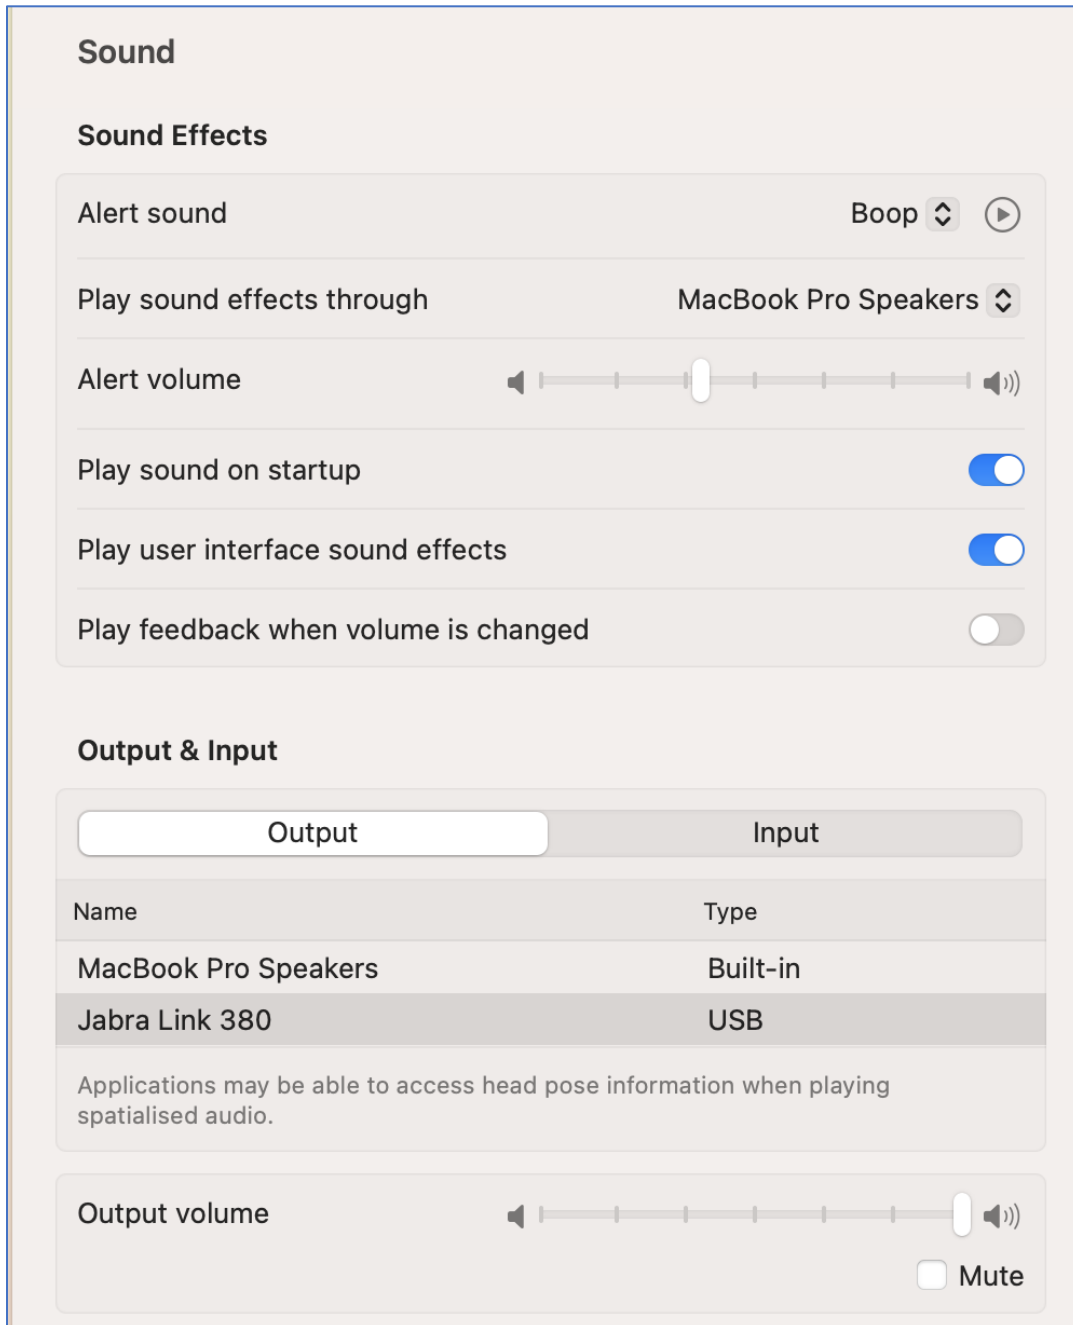 Sound
Sound Effects
Alert sound Boop
Play sound effects through MacBook Pro Speakers
Alert volume
Play sound on startup
Play user interface sound effects
Play feedback when volume is changed
Output & Input
Output Input
Name Type
MacBook Pro Speakers Built-in
Jabra Link 380 USB
Applications may be able to access head pose information when playing
spatialised audio.
Output volume
Mute